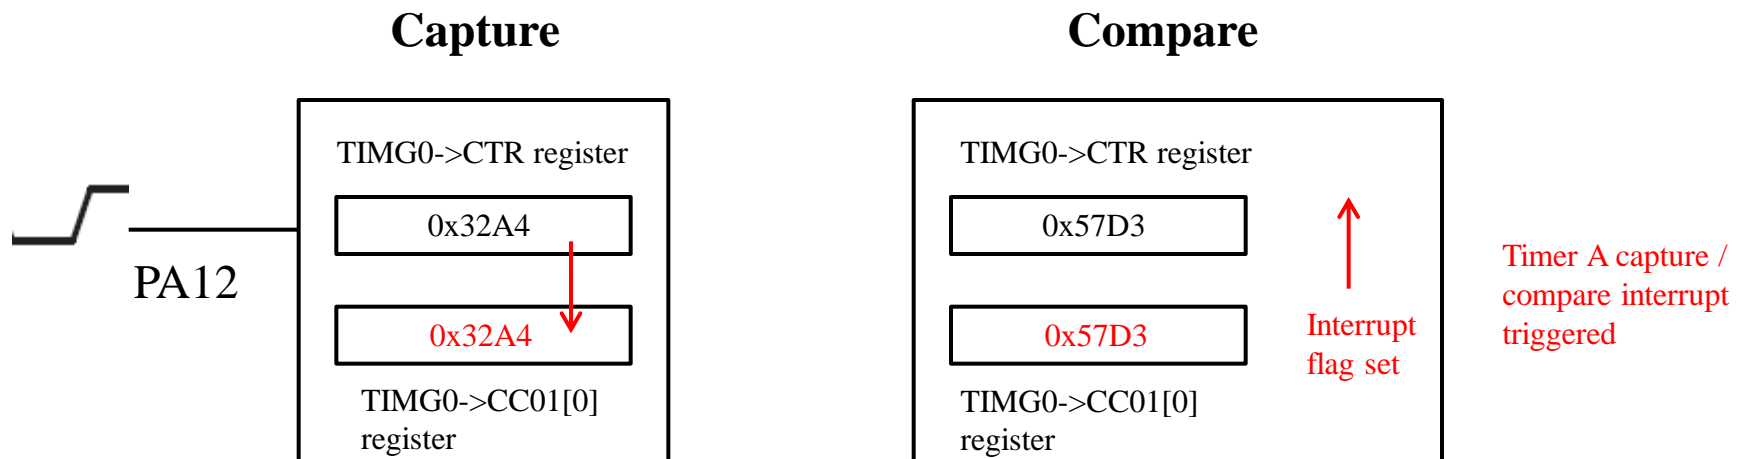 Capture
Compare
TIMG0->CTR register
0x32A4
PA12
0x32A4
TIMG0->CC01[0]
register
TIMG0->CTR register
0x57D3
0x57D3
TIMG0->CC01[0]
register
Interrupt
flag set
Timer A capture /
compare interrupt
triggered